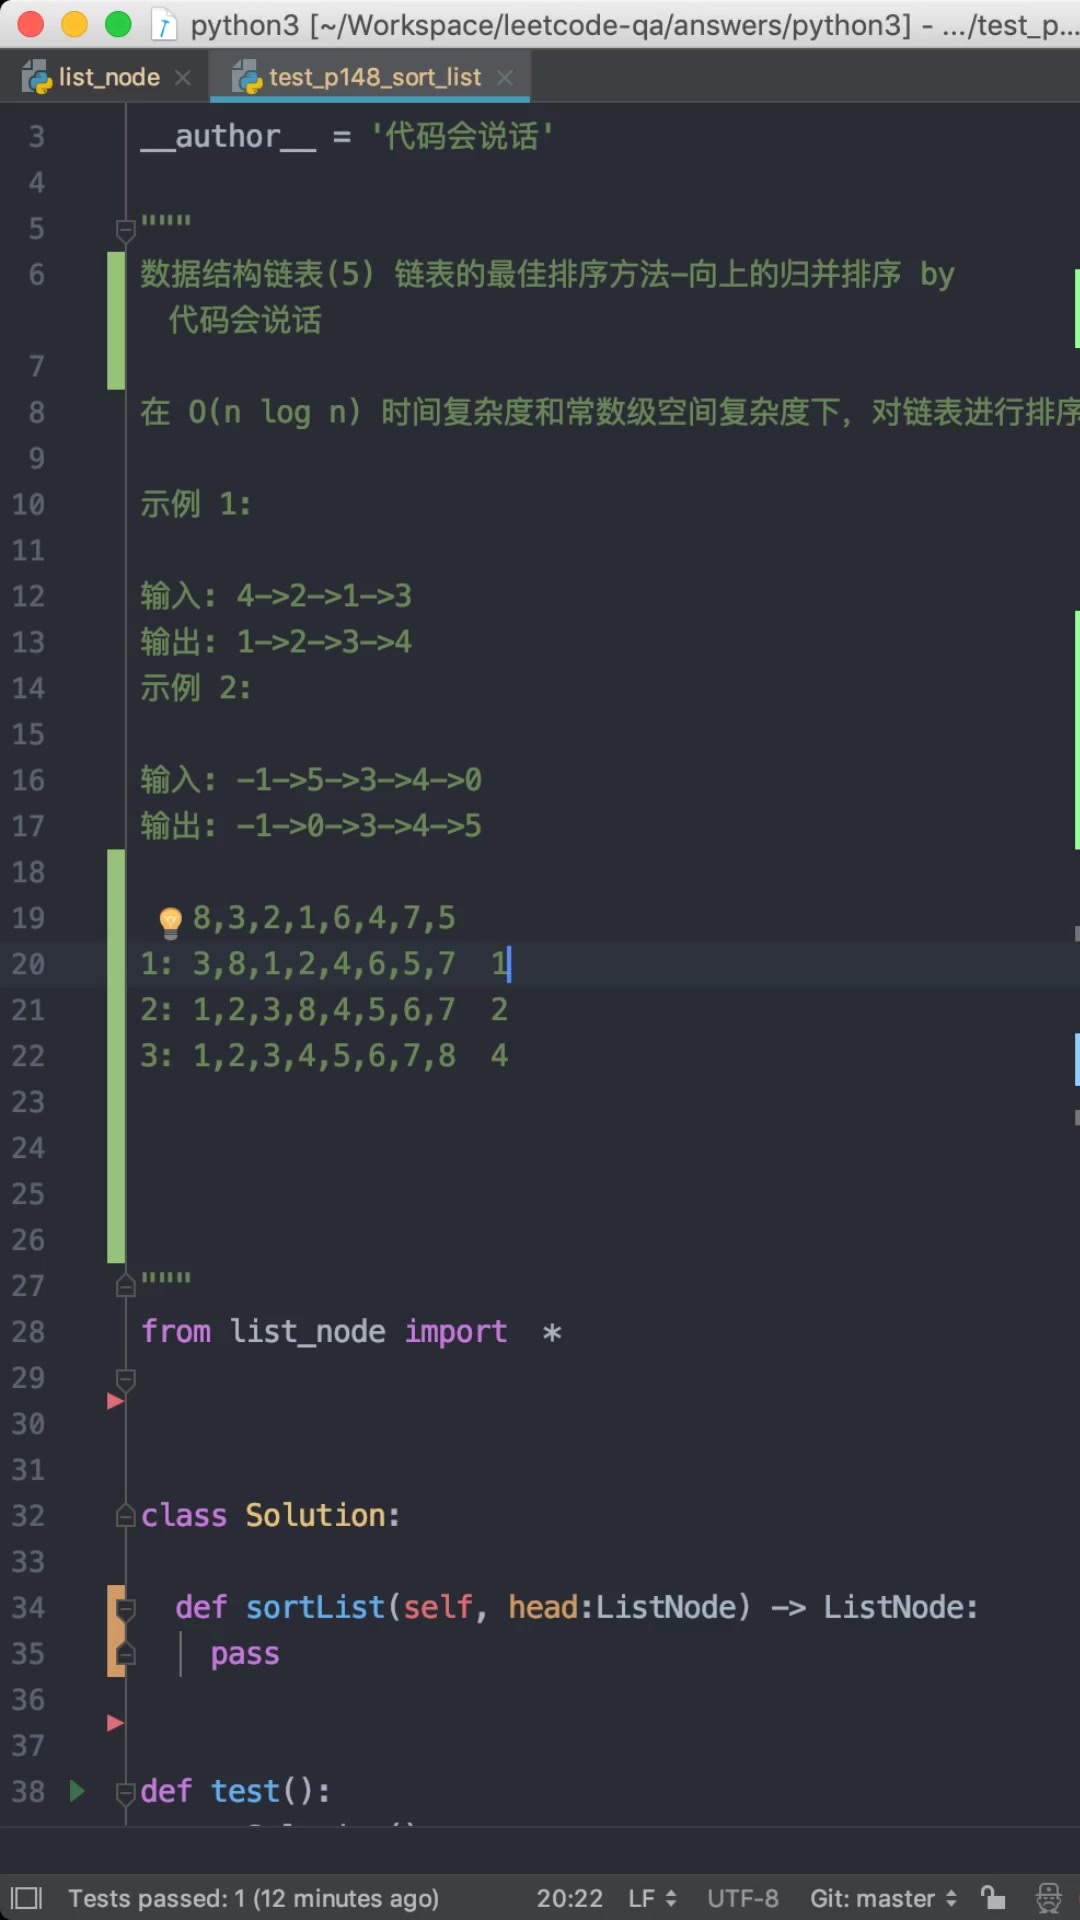 python3 [~/Workspace/leetcode-qa/answers/python3] - .../test_p...
list_node
test_p148_sort_list
3 __author__ = '代码会说话'
4
5 """
6 数据结构链表(5) 链表的最佳排序方法-向上的归并排序 by
代码会说话
7
8 在 O(n log n) 时间复杂度和常数级空间复杂度下, 对链表进行排序
9
10 示例 1:
11
12 输入: 4->2->1->3
13 输出: 1->2->3->4
14 示例 2:
15
16 输入: -1->5->3->4->0
17 输出: -1->0->3->4->5
18
19 8,3,2,1,6,4,7,5
20 1: 3,8,1,2,4,6,5,7  1
21 2: 1,2,3,8,4,5,6,7  2
22 3: 1,2,3,4,5,6,7,8  4
23
24
25
26
27 """
28 from list_node import  *
29
30
31
32 class Solution:
33
34 def sortList(self, head:ListNode) -> ListNode:
35 pass
36
37
38 def test():
Tests passed: 1 (12 minutes ago) 20:22 LF UTF-8 Git: master